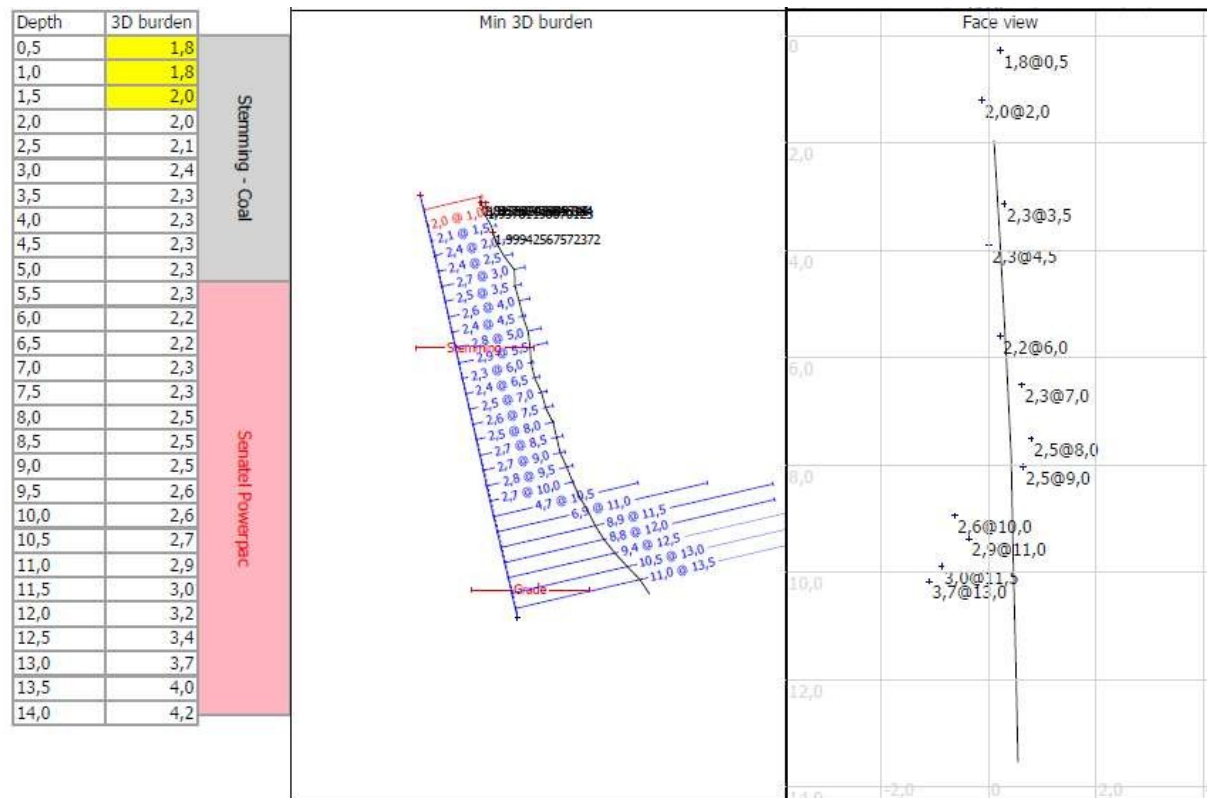 Depth 3D burden
0,5 1,8
1,0 1,8
1,5 2,0
2,0 2,0
2,5 2,1
3,0 2,4
3,5 2,3
4,0 2,3
4,5 2,3
5,0 2,3
5,5 2,3
6,0 2,2
6,5 2,2
7,0 2,3
7,5 2,3
8,0 2,5
8,5 2,5
9,0 2,5
9,5 2,6
10,0 2,6
10,5 2,7
11,0 2,9
11,5 3,0
12,0 3,2
12,5 3,4
13,0 3,7
13,5 4,0
14,0 4,2
Stemming - Coal
Senatel Powerpac
Min 3D burden
1,99942567572372
2,0 @ 1,0
2,1 @ 1,5
2,4 @ 2,0
2,4 @ 2,5
2,7 @ 3,0
2,5 @ 3,5
2,6 @ 4,0
2,4 @ 4,5
2,8 @ 5,0
Stemming
2,9 @ 5,5
2,3 @ 6,0
2,4 @ 6,5
2,5 @ 7,0
2,6 @ 7,5
2,5 @ 8,0
2,7 @ 8,5
2,7 @ 9,0
2,8 @ 9,5
2,7 @ 10,0
4,7 @ 10,5
6,9 @ 11,0
8,9 @ 11,5
8,8 @ 12,0
9,4 @ 12,5
10,5 @ 13,0
11,0 @ 13,5
Grade
Face view
0
1,8@0,5
2,0@2,0
2,0
2,3@3,5
2,3@4,5
4,0
2,2@6,0
6,0
2,3@7,0
2,5@8,0
8,0
2,5@9,0
2,6@10,0
2,9@11,0
10,0
3,0@11,5
3,7@13,0
12,0
-2,0 0 2,0